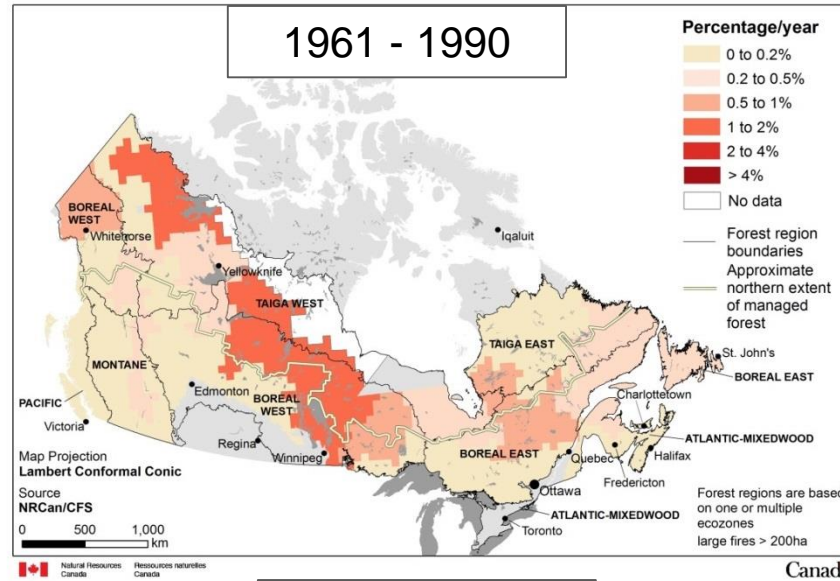 1961 - 1990
Percentage/year
0 to 0.2%
0.2 to 0.5%
0.5 to 1%
1 to 2%
2 to 4%
> 4%
No data
Forest region
boundaries
Approximate
northern extent
of managed
forest
BOREAL
WEST
Whitehorse
Iqaluit
Yellowknife
TAIGA WEST
TAIGA EAST
St. John's
MONTANE
BOREAL EAST
Edmonton
BOREAL
WEST
Charlottetown
PACIFIC
Victoria
Regina
Winnipeg
BOREAL EAST
Quebec
ATLANTIC-MIXEDWOOD
Halifax
Fredericton
Ottawa
ATLANTIC-MIXEDWOOD
Toronto
Map Projection
Lambert Conformal Conic
Source
NRCan/CFS
0 500 1,000
km
Forest regions are based
on one or multiple
ecozones
large fires > 200ha
Natural Resources Ressources naturelles
Canada Canada
Canad